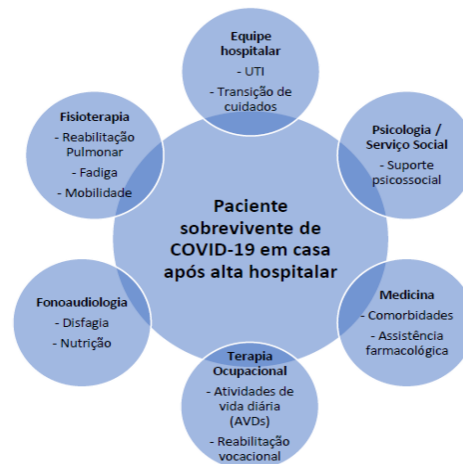 Equipe
hospitalar
- UTI
- Transição de
cuidados
Psicologia /
Serviço Social
- Suporte
psicossocial
Medicina
- Comorbidades
- Assistência
farmacológica
Terapia
Ocupacional
- Atividades de
vida diária
(AVDs)
- Reabilitação
vocacional
Fonoaudiologia
- Disfagia
- Nutrição
Fisioterapia
- Reabilitação
Pulmonar
- Fadiga
- Mobilidade
Paciente
sobrevivente de
COVID-19 em casa
após alta hospitalar